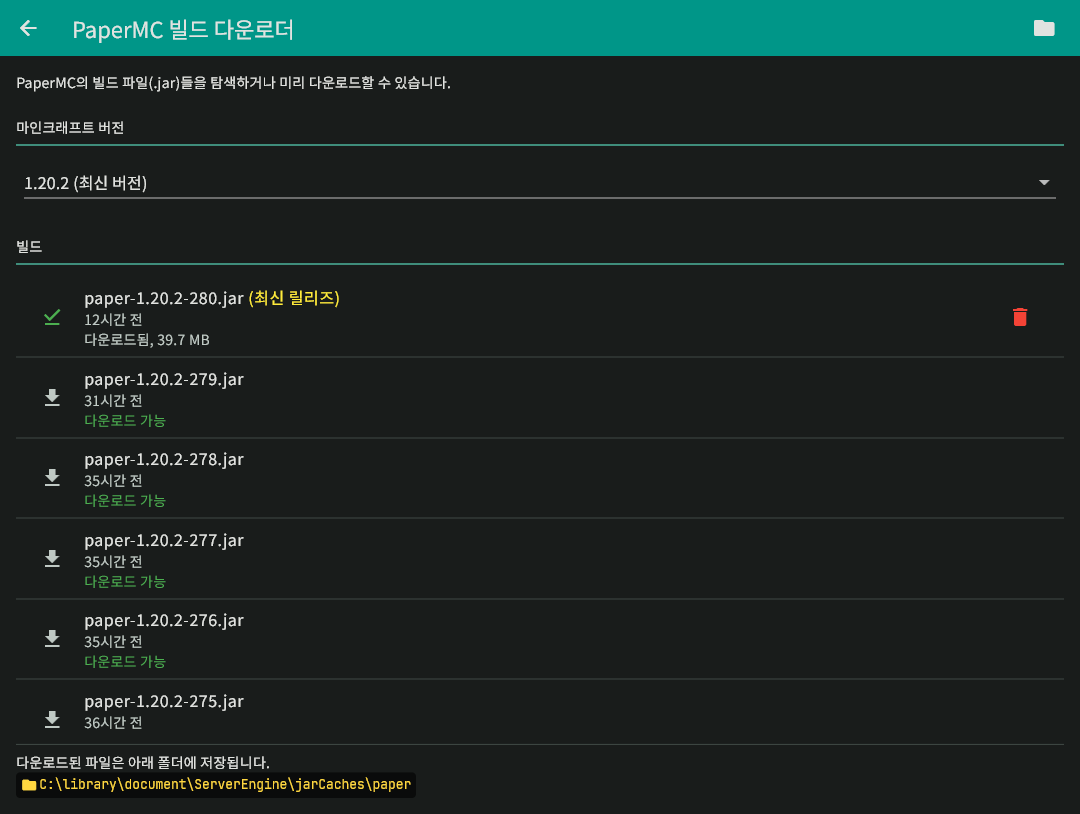 PaperMC 빌드 다운로더
PaperMC의 빌드 파일(.jar)들을 탐색하거나 미리 다운로드할 수 있습니다.
마인크래프트 버전
1.20.2 (최신 버전)
빌드
paper-1.20.2-280.jar (최신 릴리즈)
12시간 전
다운로드됨, 39.7 MB
paper-1.20.2-279.jar
31시간 전
다운로드 가능
paper-1.20.2-278.jar
35시간 전
다운로드 가능
paper-1.20.2-277.jar
35시간 전
다운로드 가능
paper-1.20.2-276.jar
35시간 전
다운로드 가능
paper-1.20.2-275.jar
36시간 전
다운로드된 파일은 아래 폴더에 저장됩니다.
C:\library\document\ServerEngine\jarCaches\paper